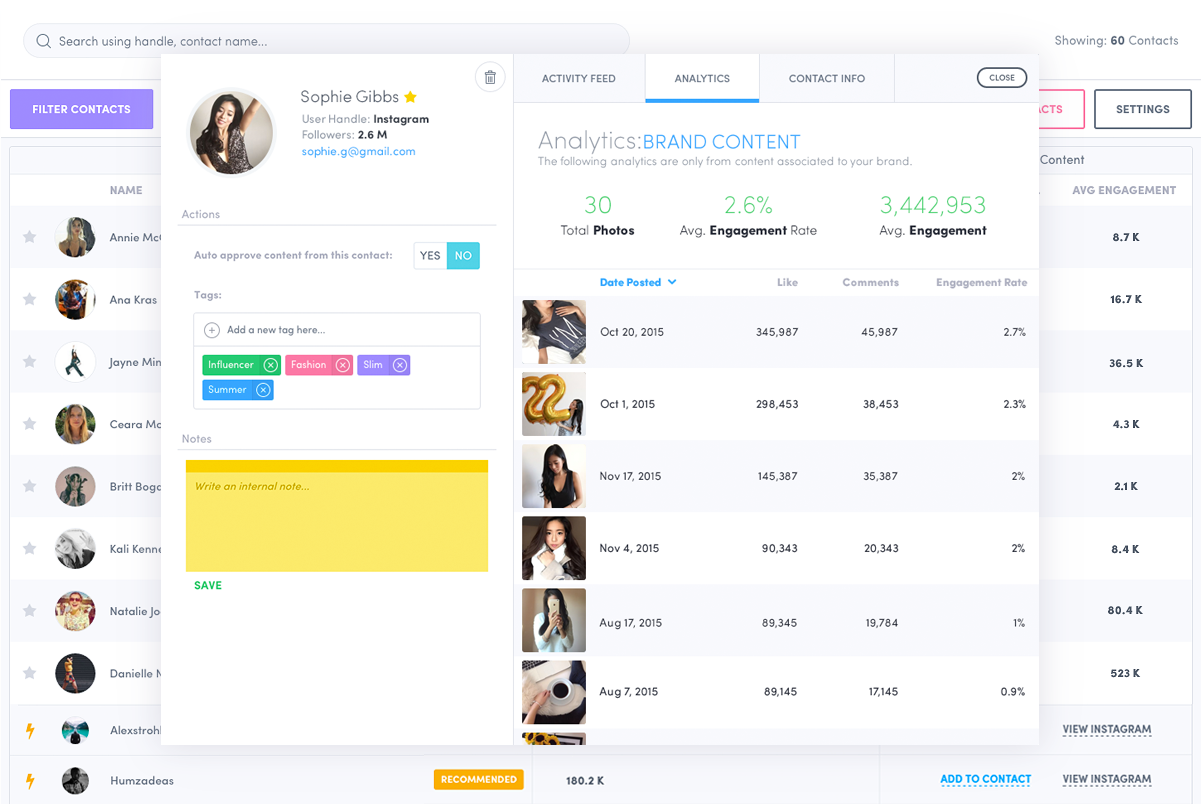 Search using handle, contact name...
Showing: 60 Contacts
FILTER CONTACTS
SETTINGS
Content
NAME
AVG ENGAGEMENT
Annie
8.7 K
Ana Kras
16.7 K
Jayne
36.5 K
Ceara
4.3 K
Britt
2.1 K
Kali
8.4 K
Natalie
80.4 K
Danielle
523 K
VIEW INSTAGRAM
Humzadeas
RECOMMENDED
180.2 K
ADD TO CONTACT
VIEW INSTAGRAM
Sophie Gibbs
User Handle: Instagram
Followers: 2.6 M
sophie.g@gmail.com
Actions
Auto approve content from this contact:
YES
NO
Tags:
Add a new tag here...
Influencer
Fashion
Slim
Summer
Notes
Write an internal note...
SAVE
ACTIVITY FEED
ANALYTICS
CONTACT INFO
CLOSE
Analytics:BRAND CONTENT
The following analytics are only from content associated to your brand.
30
Total Photos
2.6%
Avg. Engagement Rate
3,442,953
Avg. Engagement
Date Posted
Like
Comments
Engagement Rate
Oct 20, 2015
345,987
45,987
2.7%
Oct 1, 2015
298,453
38,453
2.3%
Nov 17, 2015
145,387
35,387
2%
Nov 4, 2015
90,343
20,343
2%
Aug 17, 2015
89,345
19,784
1%
Aug 7, 2015
89,145
17,145
0.9%